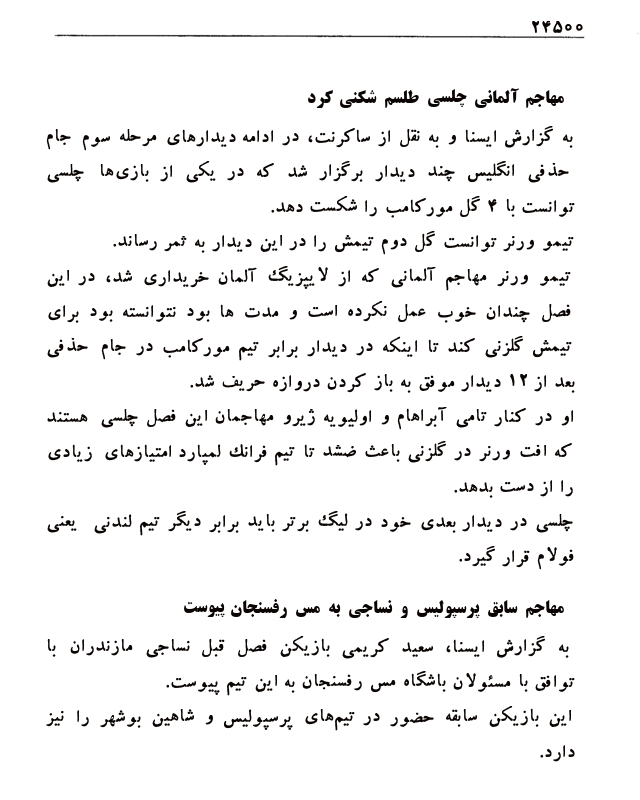 ۲۴۵۰۰
مهاجم آلمانی چلسی طلسم شکنی کرد
به گزارش ایسنا و به نقل از ساکرنت، در ادامه دیدارهای مرحله سوم جام
حذفی انگلیس چند دیدار برگزار شد که در یکی از بازی‌ها چلسی
توانست با ۴ گل مورکامب را شکست دهد.
تیمو ورنر توانست گل دوم تیمش را در این دیدار به ثمر رساند.
تیمو ورنر مهاجم آلمانی که از لایپزیگ آلمان خریداری شد، در این
فصل چندان خوب عمل نکرده است و مدت ها بود نتوانسته بود برای
تیمش گلزنی کند تا اینکه در دیدار برابر تیم مورکامب در جام حذفی
بعد از ۱۲ دیدار موفق به باز کردن دروازه حریف شد.
او در کنار تامی آبراهام و اولیویه ژیرو مهاجمان این فصل چلسی هستند
که افت ورنر در گلزنی باعث ضشد تا تیم فرانک لمپارد امتیازهای زیادی
را از دست بدهد.
چلسی در دیدار بعدی خود در لیگ برتر باید برابر دیگر تیم لندنی یعنی
فولام قرار گیرد.
مهاجم سابق پرسپولیس و نساجی به مس رفسنجان پیوست
به گزارش ایسنا، سعید کریمی بازیکن فصل قبل نساجی مازندران با
توافق با مسئولان باشگاه مس رفسنجان به این تیم پیوست.
این بازیکن سابقه حضور در تیم‌های پرسپولیس و شاهین بوشهر را نیز
دارد.